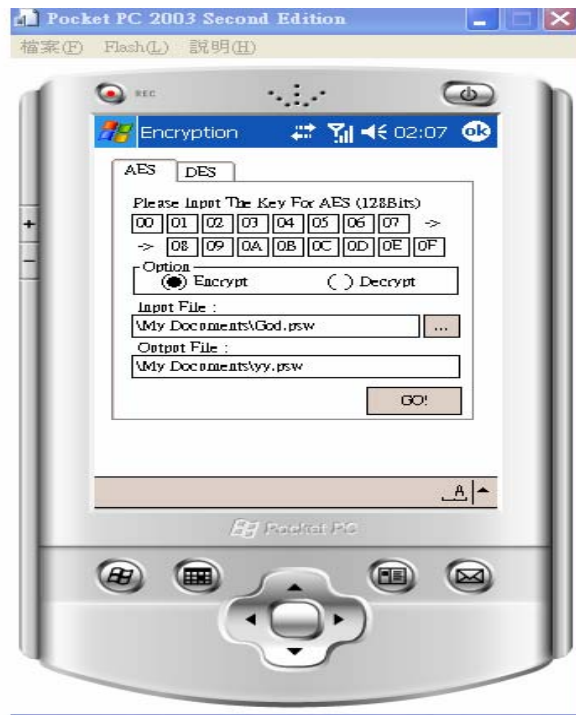 Pocket PC 2003 Second Edition
檔案(F) Flash(L) 説明(H)
REC
Encryption 02:07 ok
AES DES
Please Input The Key For AES (128Bits)
00 01 02 03 04 05 06 07 ->
-> 08 09 0A 0B 0C 0D 0E 0F
Option
Encrypt Decrypt
Input File :
\My Documents\God.psw ...
Output File :
\My Documents\yy.psw
GO!
A
Pocket PC